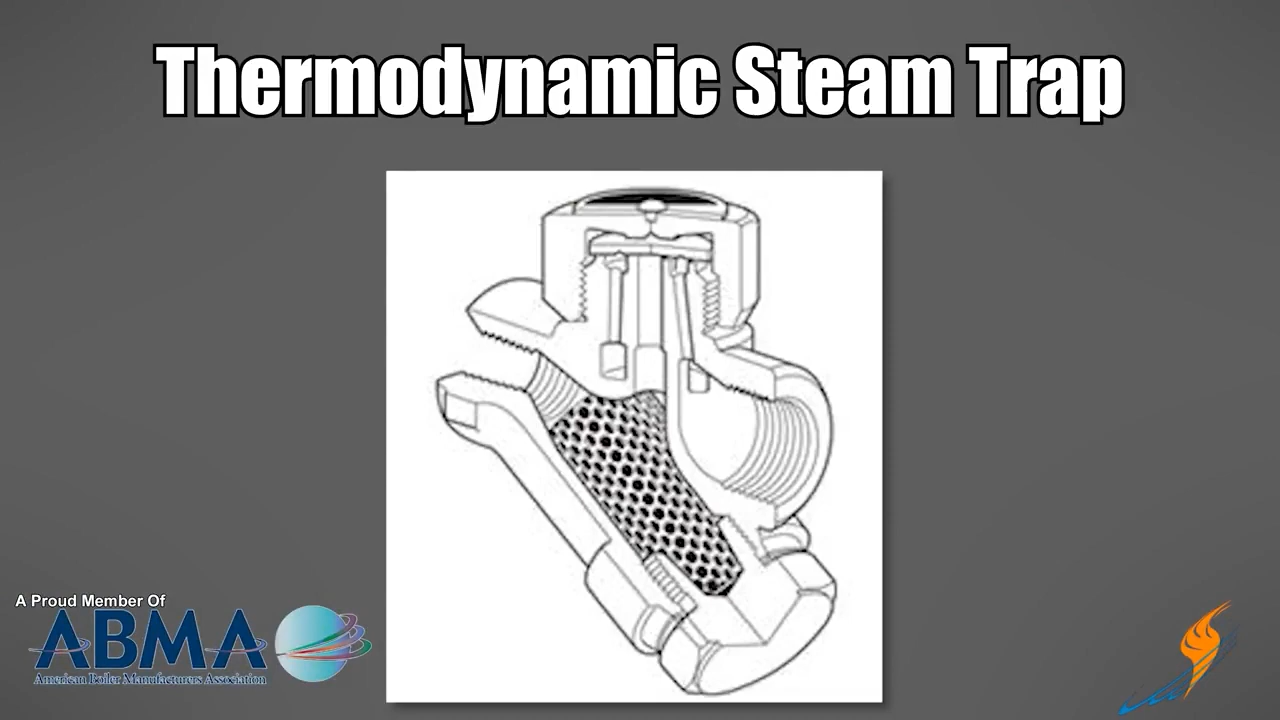 Thermodynamic Steam Trap
A Proud Member Of
ABMA
American Boiler Manufacturers Association